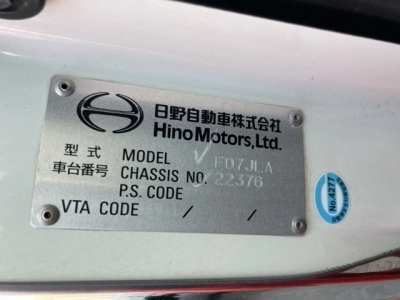 日野自動車株式会社
Hino Motors, Ltd.
型式 MODEL FD7JLA
車台番号 CHASSIS NO. 22376
P.S. CODE
VTA CODE / /
No.4277